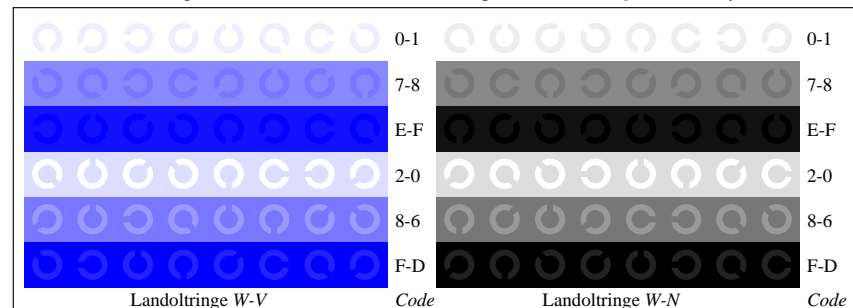 0-1 0-1
7-8 7-8
E-F E-F
2-0 2-0
8-6 8-6
F-D F-D
Landoltringe W-V Code Landoltringe W-N Code